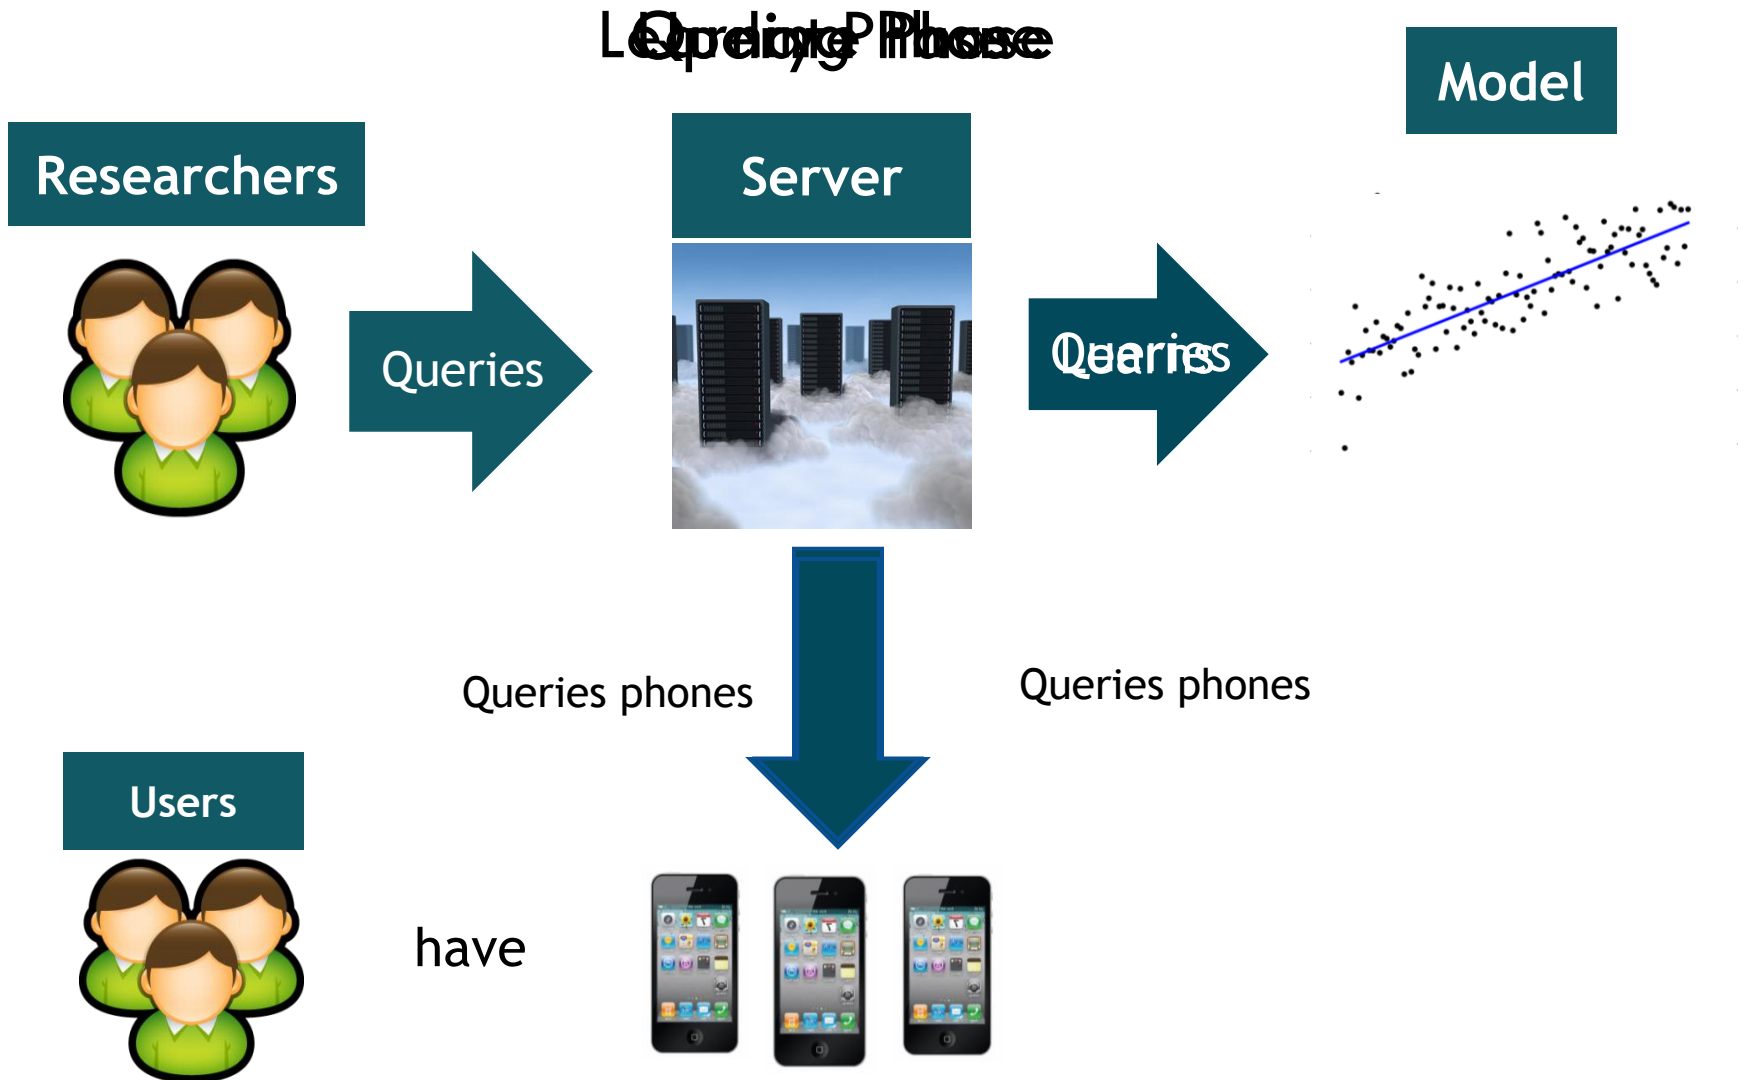 Model
Researchers
Server
Queries
Queries phones
Queries phones
Users
have